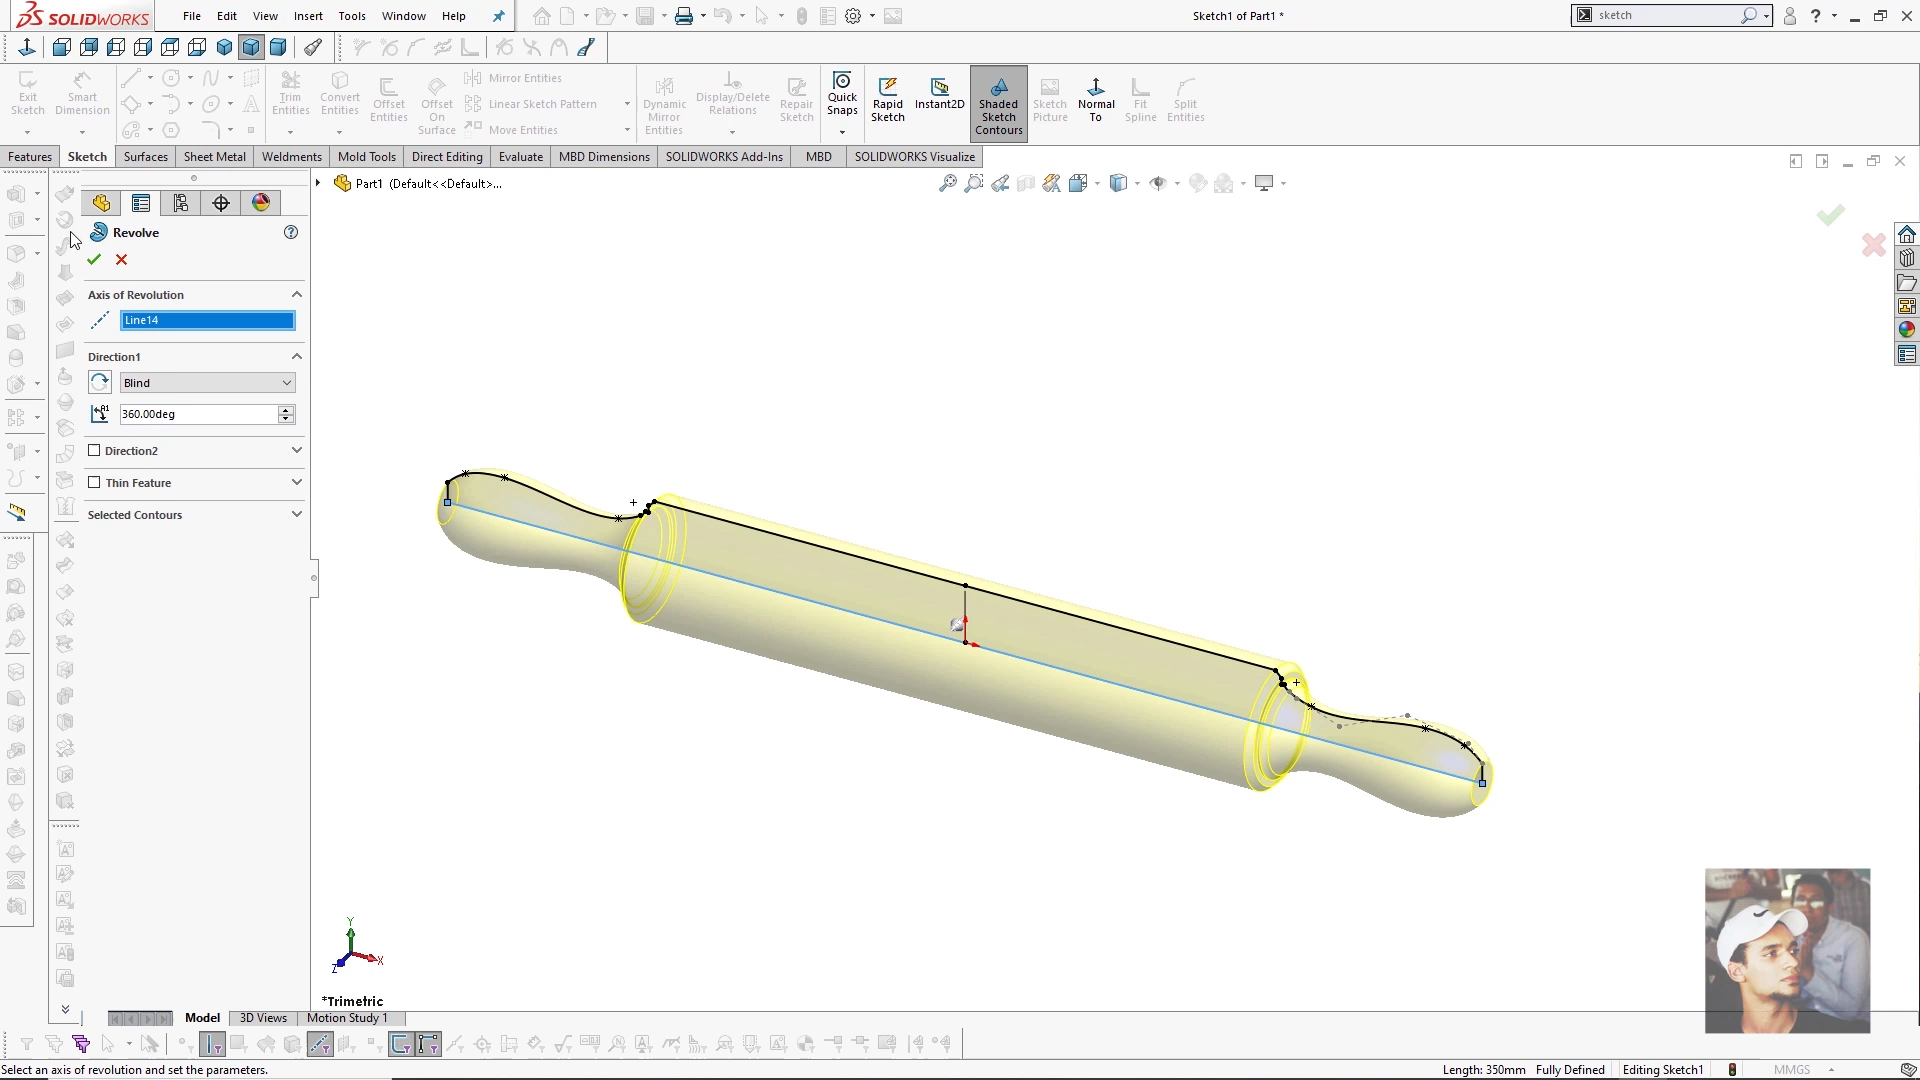 SOLIDWORKS
File Edit View Insert Tools Window Help
Sketch1 of Part1 *
sketch
Exit Sketch
Smart Dimension
Trim Entities
Convert Entities
Offset Entities
Offset On Surface
Mirror Entities
Linear Sketch Pattern
Move Entities
Dynamic Mirror Entities
Display/Delete Relations
Repair Sketch
Quick Snaps
Rapid Sketch
Instant2D
Shaded Sketch Contours
Sketch Picture
Normal To
Fit Spline
Split Entities
Features Sketch Surfaces Sheet Metal Weldments Mold Tools Direct Editing Evaluate MBD Dimensions SOLIDWORKS Add-Ins MBD SOLIDWORKS Visualize
Part1 (Default<<Default>...
Revolve
Axis of Revolution
Line14
Direction1
Blind
A1
360.00deg
Direction2
Thin Feature
Selected Contours
Y
X
Z
*Trimetric
Model 3D Views Motion Study 1
Select an axis of revolution and set the parameters.
Length: 350mm Fully Defined Editing Sketch1 MMGS